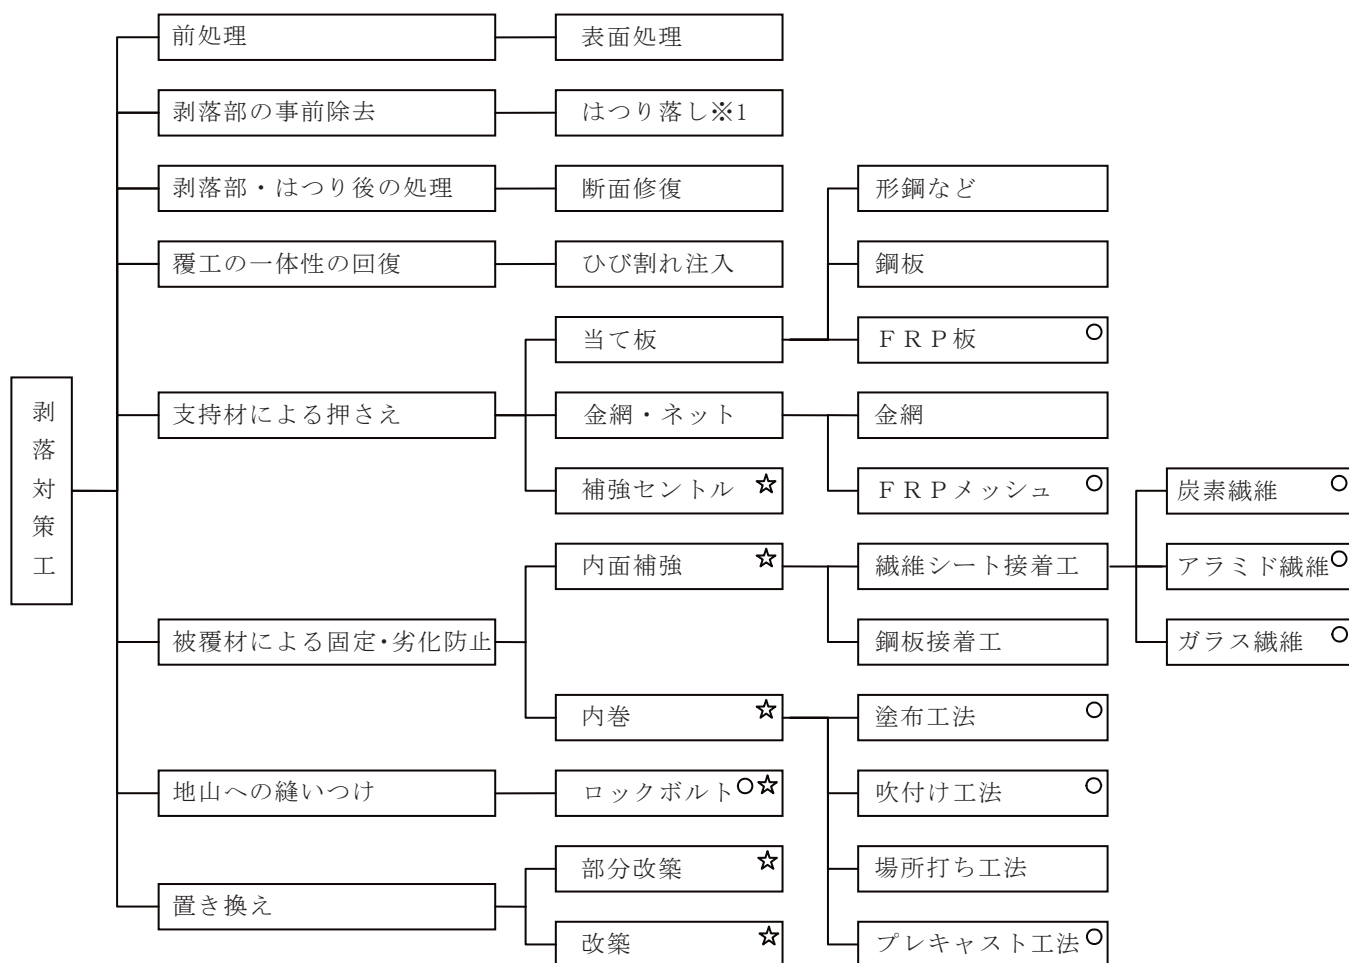 剥落対策工
前処理
表面処理
剥落部の事前除去
はつり落し※1
剥落部・はつり後の処理
断面修復
覆工の一体性の回復
ひび割れ注入
支持材による押さえ
当て板
形鋼など
鋼板
ＦＲＰ板 ○
金網・ネット
金網
ＦＲＰメッシュ ○
補強セントル ☆
被覆材による固定・劣化防止
内面補強 ☆
繊維シート接着工
炭素繊維 ○
アラミド繊維○
ガラス繊維 ○
鋼板接着工
内巻 ☆
塗布工法 ○
吹付け工法 ○
場所打ち工法
プレキャスト工法○
地山への縫いつけ
ロックボルト○☆
置き換え
部分改築 ☆
改築 ☆